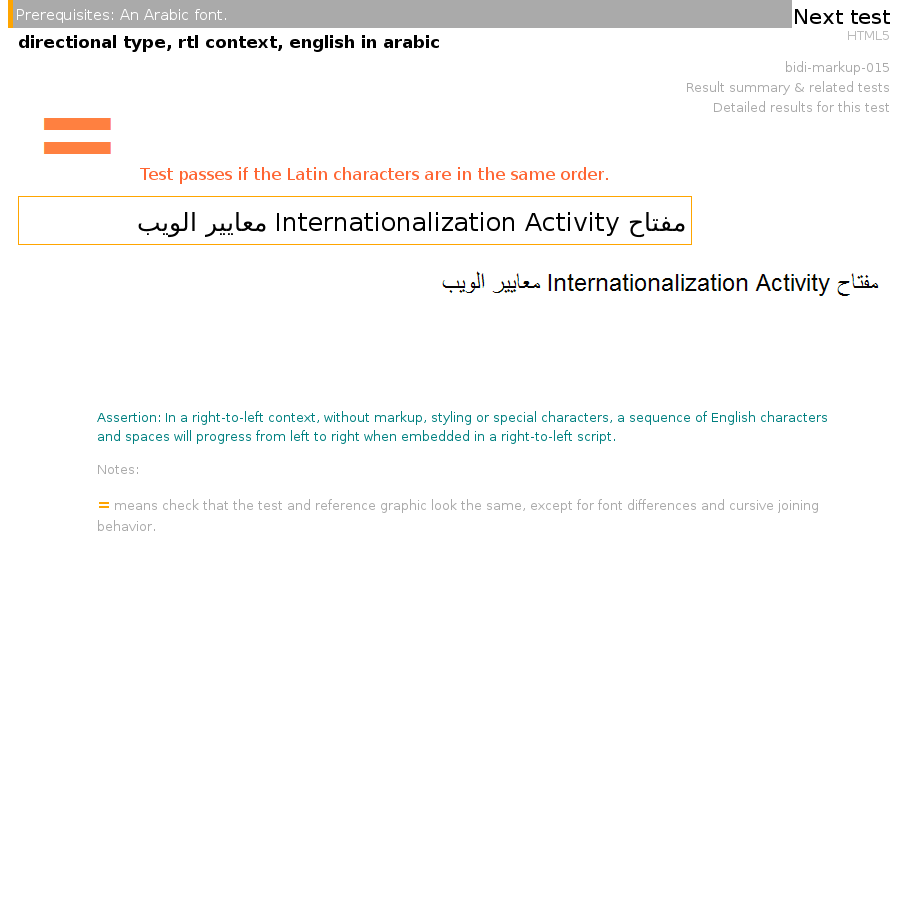 Prerequisites: An Arabic font.
Next test
directional type, rtl context, english in arabic
HTML5
bidi-markup-015
Result summary & related tests
Detailed results for this test
=
Test passes if the Latin characters are in the same order.
مفتاح Internationalization Activity معايير الويب
مفتاح Internationalization Activity معايير الويب
Assertion: In a right-to-left context, without markup, styling or special characters, a sequence of English characters
and spaces will progress from left to right when embedded in a right-to-left script.
Notes:
= means check that the test and reference graphic look the same, except for font differences and cursive joining
behavior.